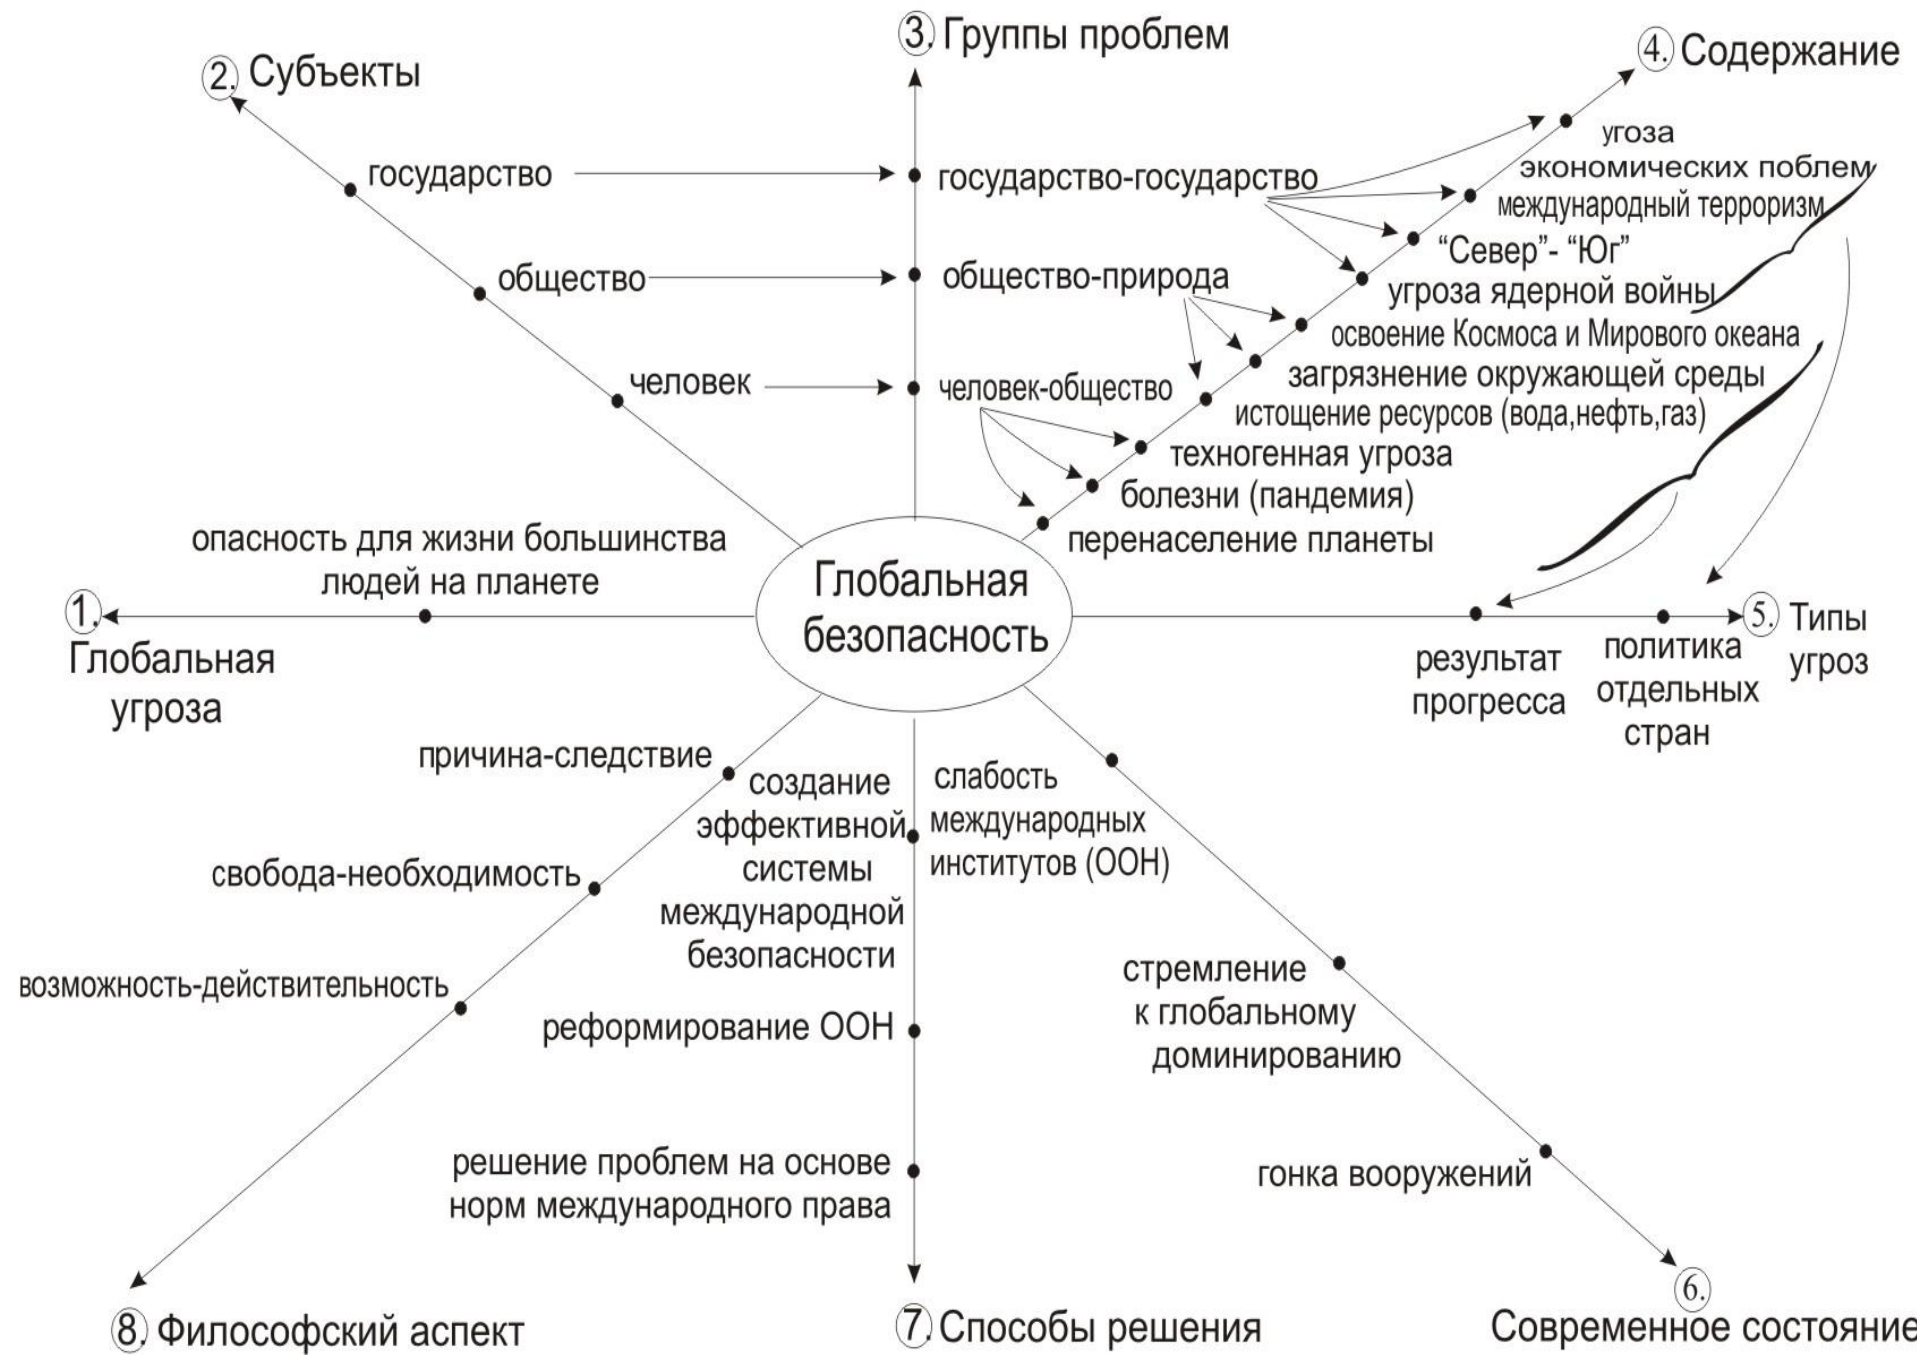 3. Группы проблем
4. Содержание
2. Субъекты
угоза
экономических поблем
государство
государство-государство
международный терроризм
“Север”- “Юг”
общество
общество-природа
угроза ядерной войны
освоение Космоса и Мирового океана
загрязнение окружающей среды
человек
человек-общество
истощение ресурсов (вода,нефть,газ)
техногенная угроза
болезни (пандемия)
перенаселение планеты
опасность для жизни большинства
людей на планете
Глобальная
безопасность
1.
Глобальная
угроза
5. Типы
угроз
результат
прогресса
политика
отдельных
стран
причина-следствие
свобода-необходимость
возможность-действительность
создание
эффективной
системы
международной
безопасности
реформирование ООН
решение проблем на основе
норм международного права
слабость
международных
институтов (ООН)
стремление
к глобальному
доминированию
гонка вооружений
8. Философский аспект
7. Способы решения
6.
Современное состояние